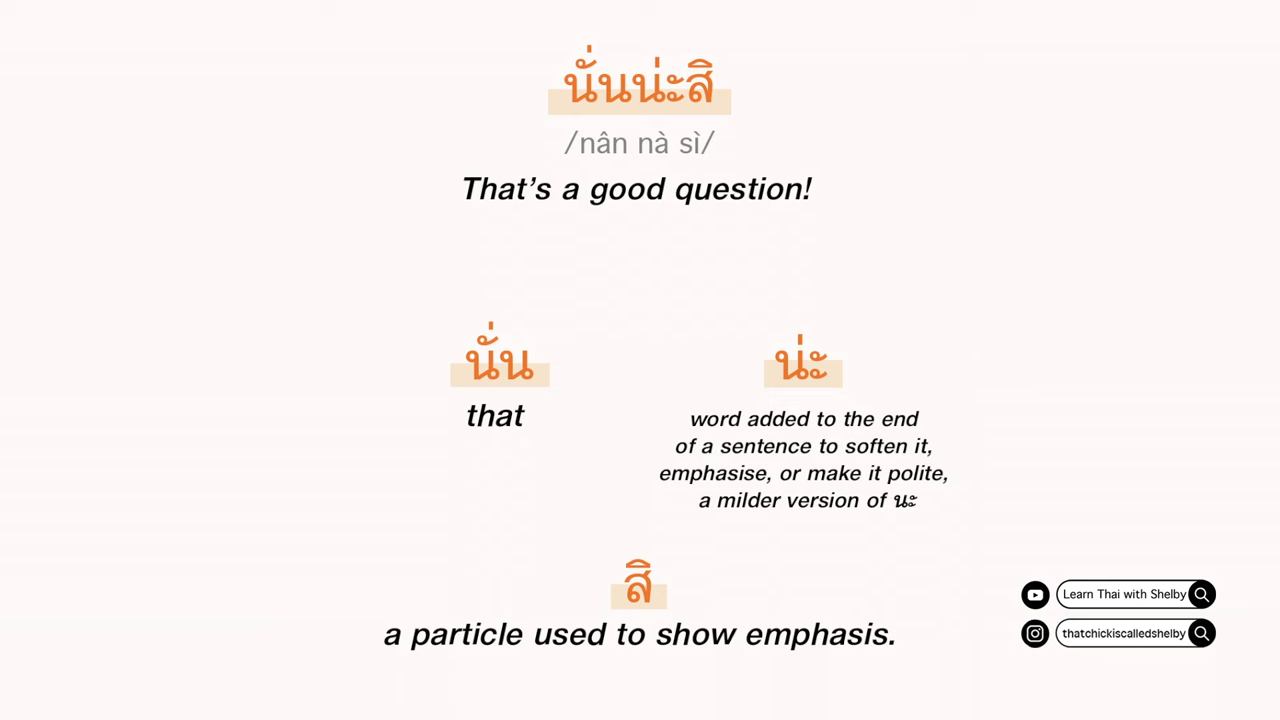 นั่นน่ะสิ
/nân nà sì/
That's a good question!
นั่น
that
น่ะ
word added to the end
of a sentence to soften it,
emphasise, or make it polite,
a milder version of นะ
สิ
a particle used to show emphasis.
Learn Thai with Shelby
thatchickiscalledshelby